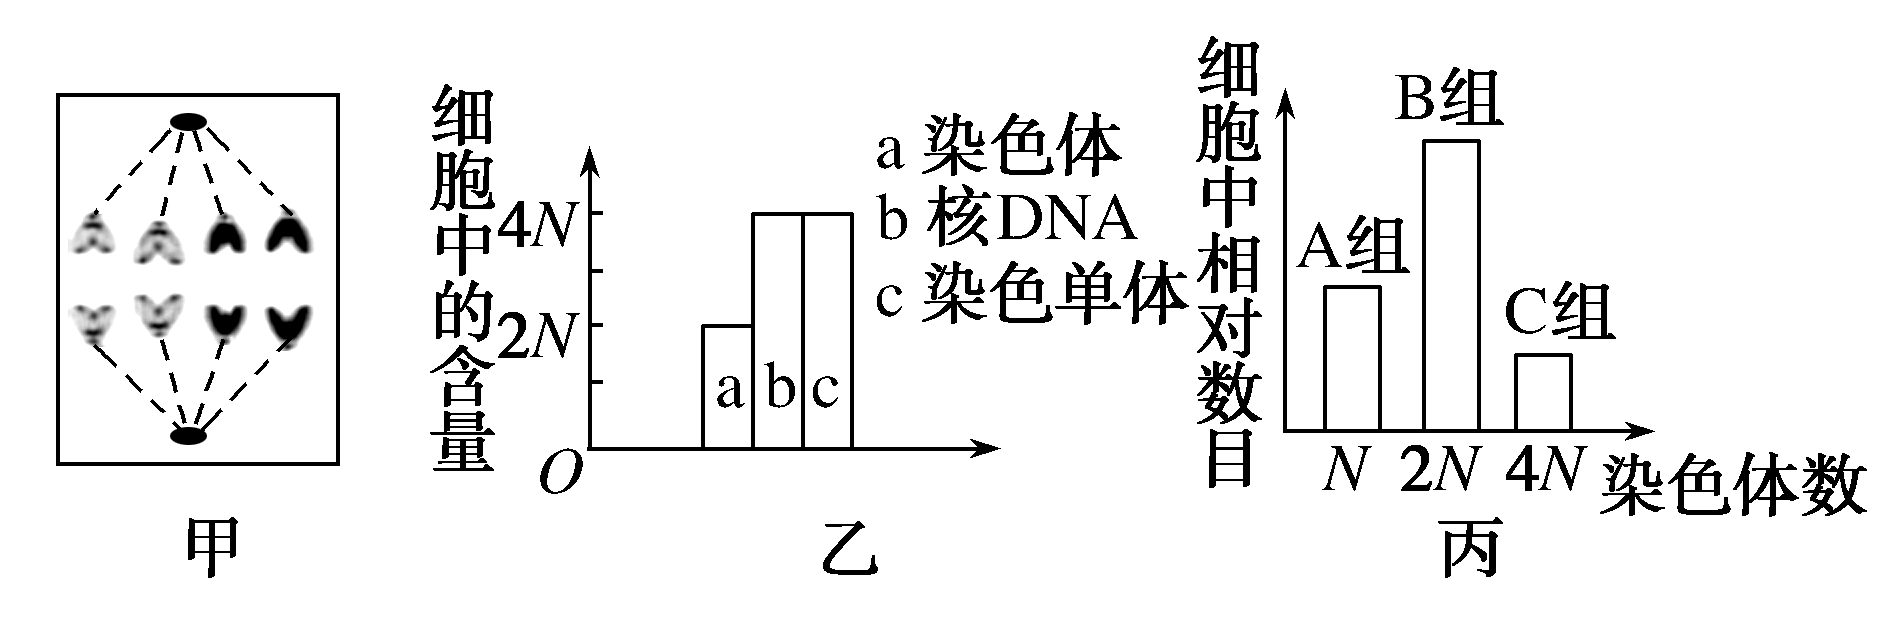 甲
细胞中的含量
4N
2N
O
a
b
c
a 染色体
b 核DNA
c 染色单体
乙
细胞中相对数目
A组
B组
C组
N
2N
4N
染色体数
丙